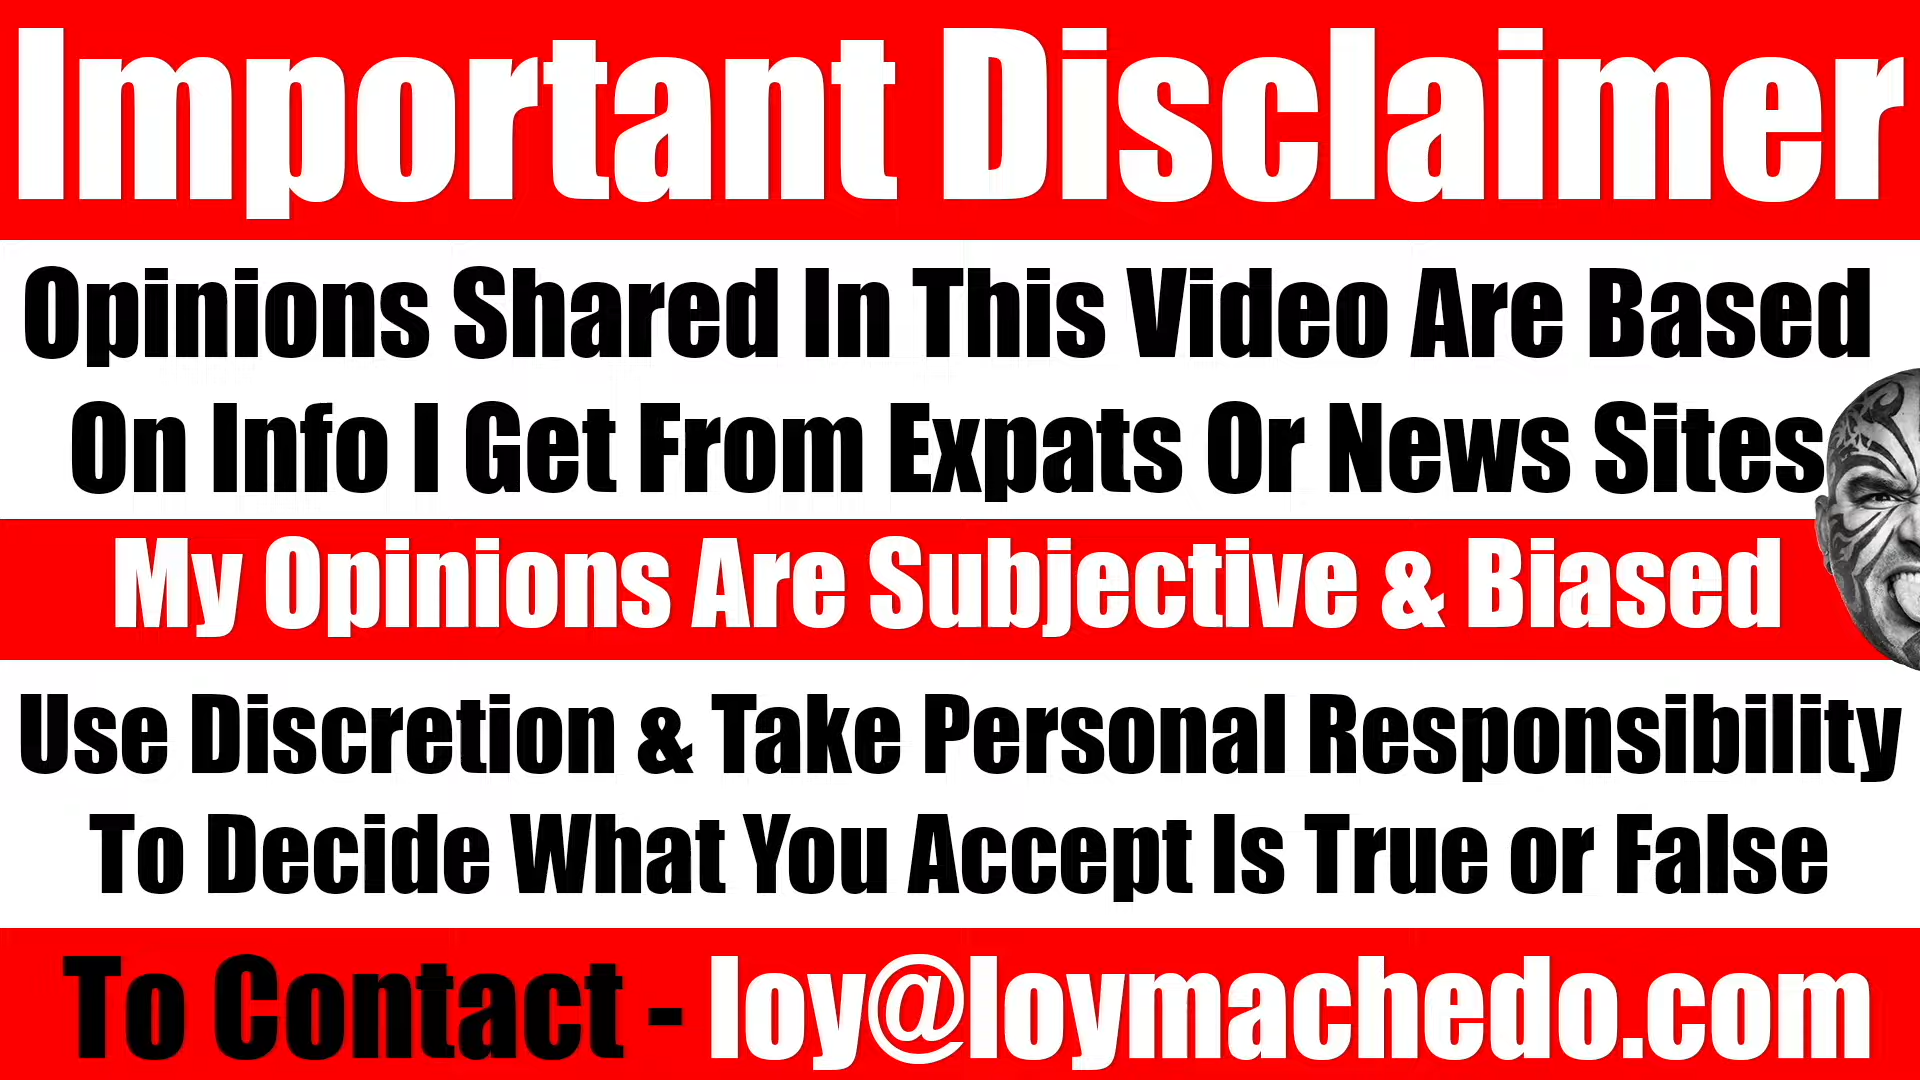 Important Disclaimer
Opinions Shared In This Video Are Based
On Info I Get From Expats Or News Sites
My Opinions Are Subjective & Biased
Use Discretion & Take Personal Responsibility
To Decide What You Accept Is True or False
To Contact - loy@loymachedo.com